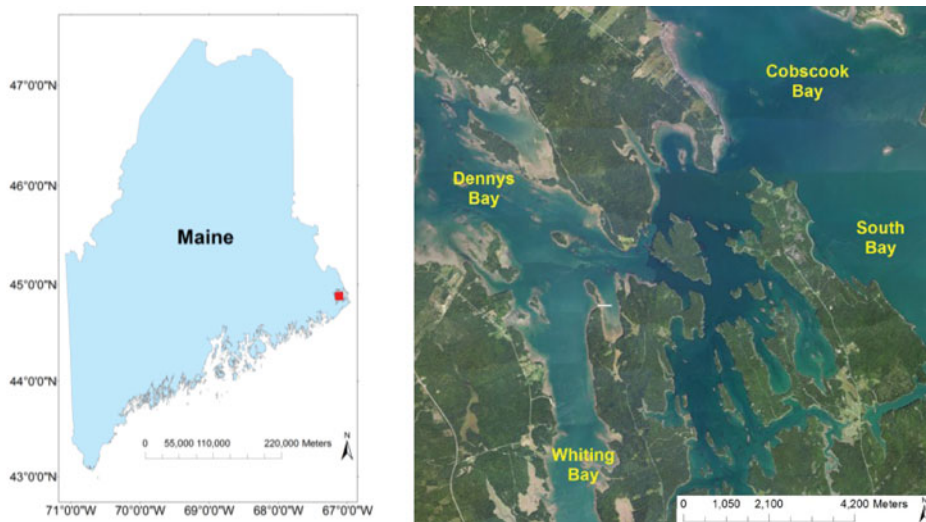 47°0'0"N
46°0'0"N
45°0'0"N
44°0'0"N
43°0'0"N
Maine
0 55,000 110,000 220,000 Meters
N
71°0'0"W 70°0'0"W 69°0'0"W 68°0'0"W 67°0'0"W
Cobscook
Bay
Dennys
Bay
South
Bay
Whiting
Bay
0 1,050 2,100 4,200 Meters
N